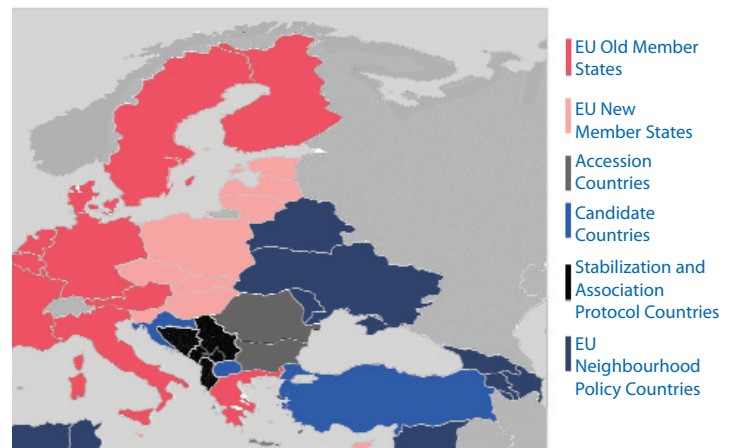 EU Old Member
States
EU New
Member States
Accession
Countries
Candidate
Countries
Stabilization and
Association
Protocol Countries
EU
Neighbourhood
Policy Countries